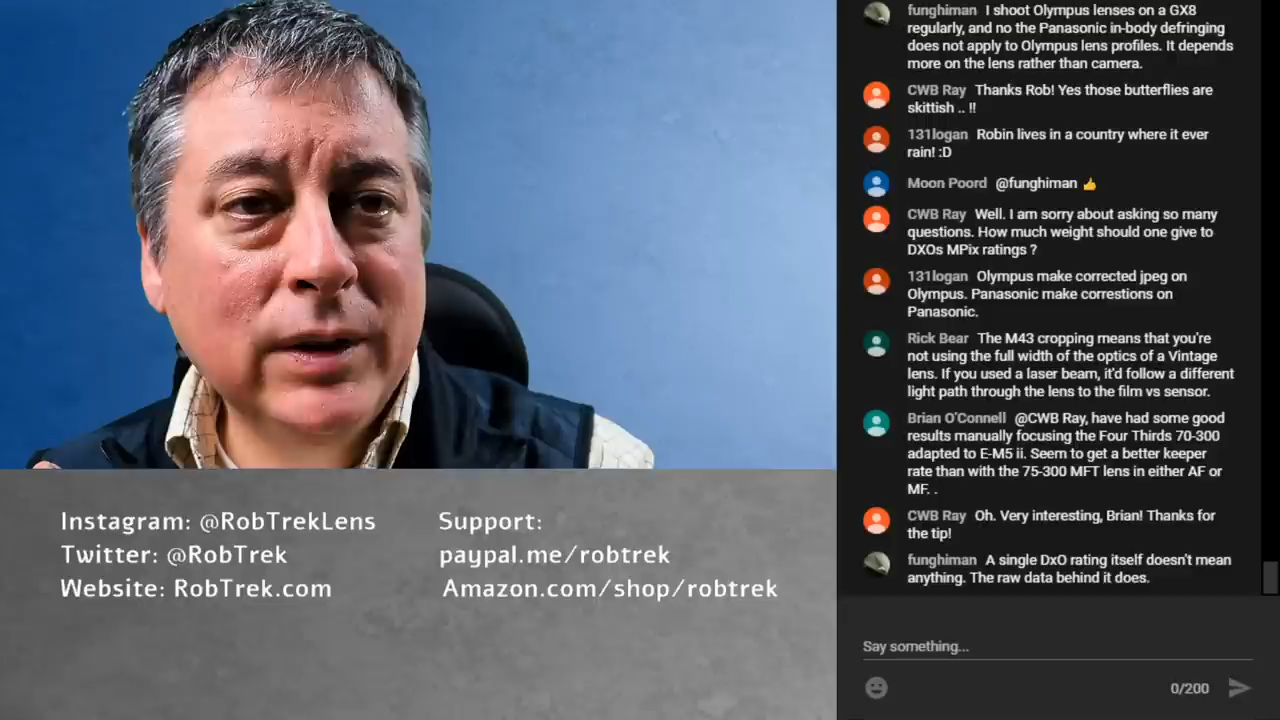 Instagram: @RobTrekLens
Twitter: @RobTrek
Website: RobTrek.com
Support:
paypal.me/robtrek
Amazon.com/shop/robtrek
funghiman I shoot Olympus lenses on a GX8
regularly, and no the Panasonic in-body defringing
does not apply to Olympus lens profiles. It depends
more on the lens rather than camera.
CWB Ray Thanks Rob! Yes those butterflies are
skittish .. !!
131logan Robin lives in a country where it ever
rain! :D
Moon Poord @funghiman 👍
CWB Ray Well. I am sorry about asking so many
questions. How much weight should one give to
DXOs MPix ratings ?
131logan Olympus make corrected jpeg on
Olympus. Panasonic make correstions on
Panasonic.
Rick Bear The M43 cropping means that you're
not using the full width of the optics of a Vintage
lens. If you used a laser beam, it'd follow a different
light path through the lens to the film vs sensor.
Brian O'Connell @CWB Ray, have had some good
results manually focusing the Four Thirds 70-300
adapted to E-M5 ii. Seem to get a better keeper
rate than with the 75-300 MFT lens in either AF or
MF. .
CWB Ray Oh. Very interesting, Brian! Thanks for
the tip!
funghiman A single DxO rating itself doesn't mean
anything. The raw data behind it does.
Say something...
0/200